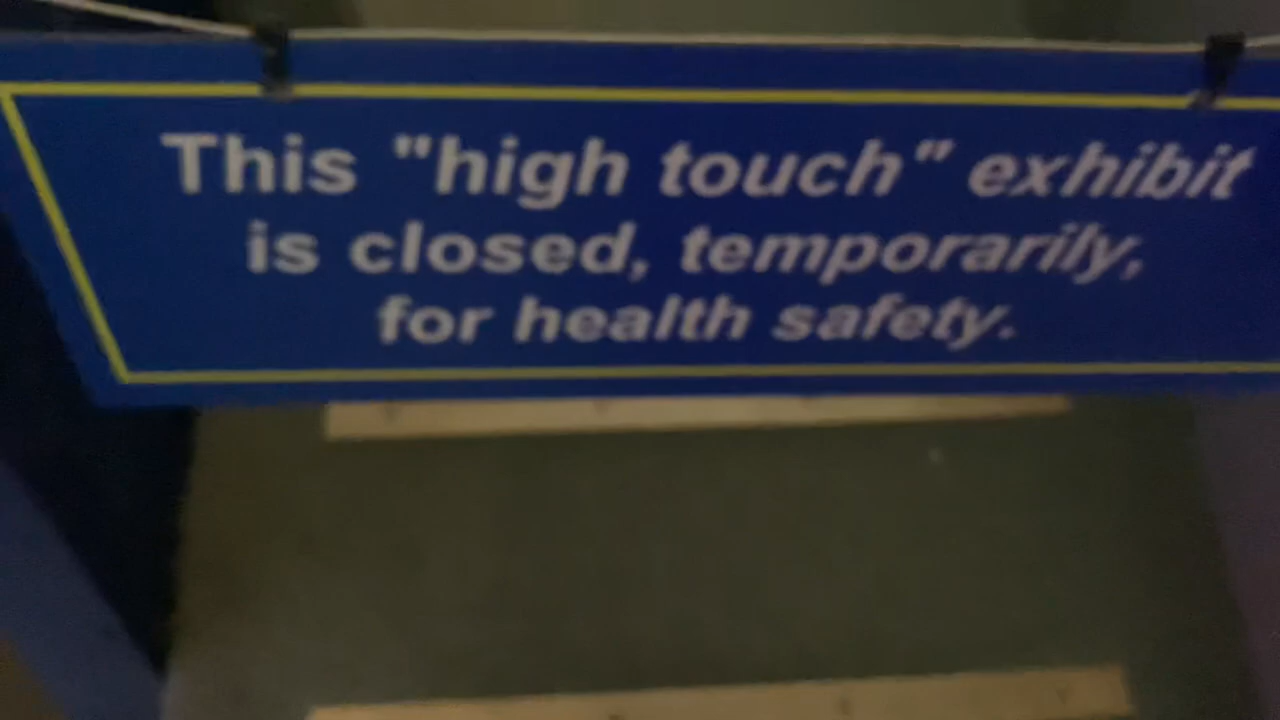 This "high touch" exhibit
is closed, temporarily,
for health safety.